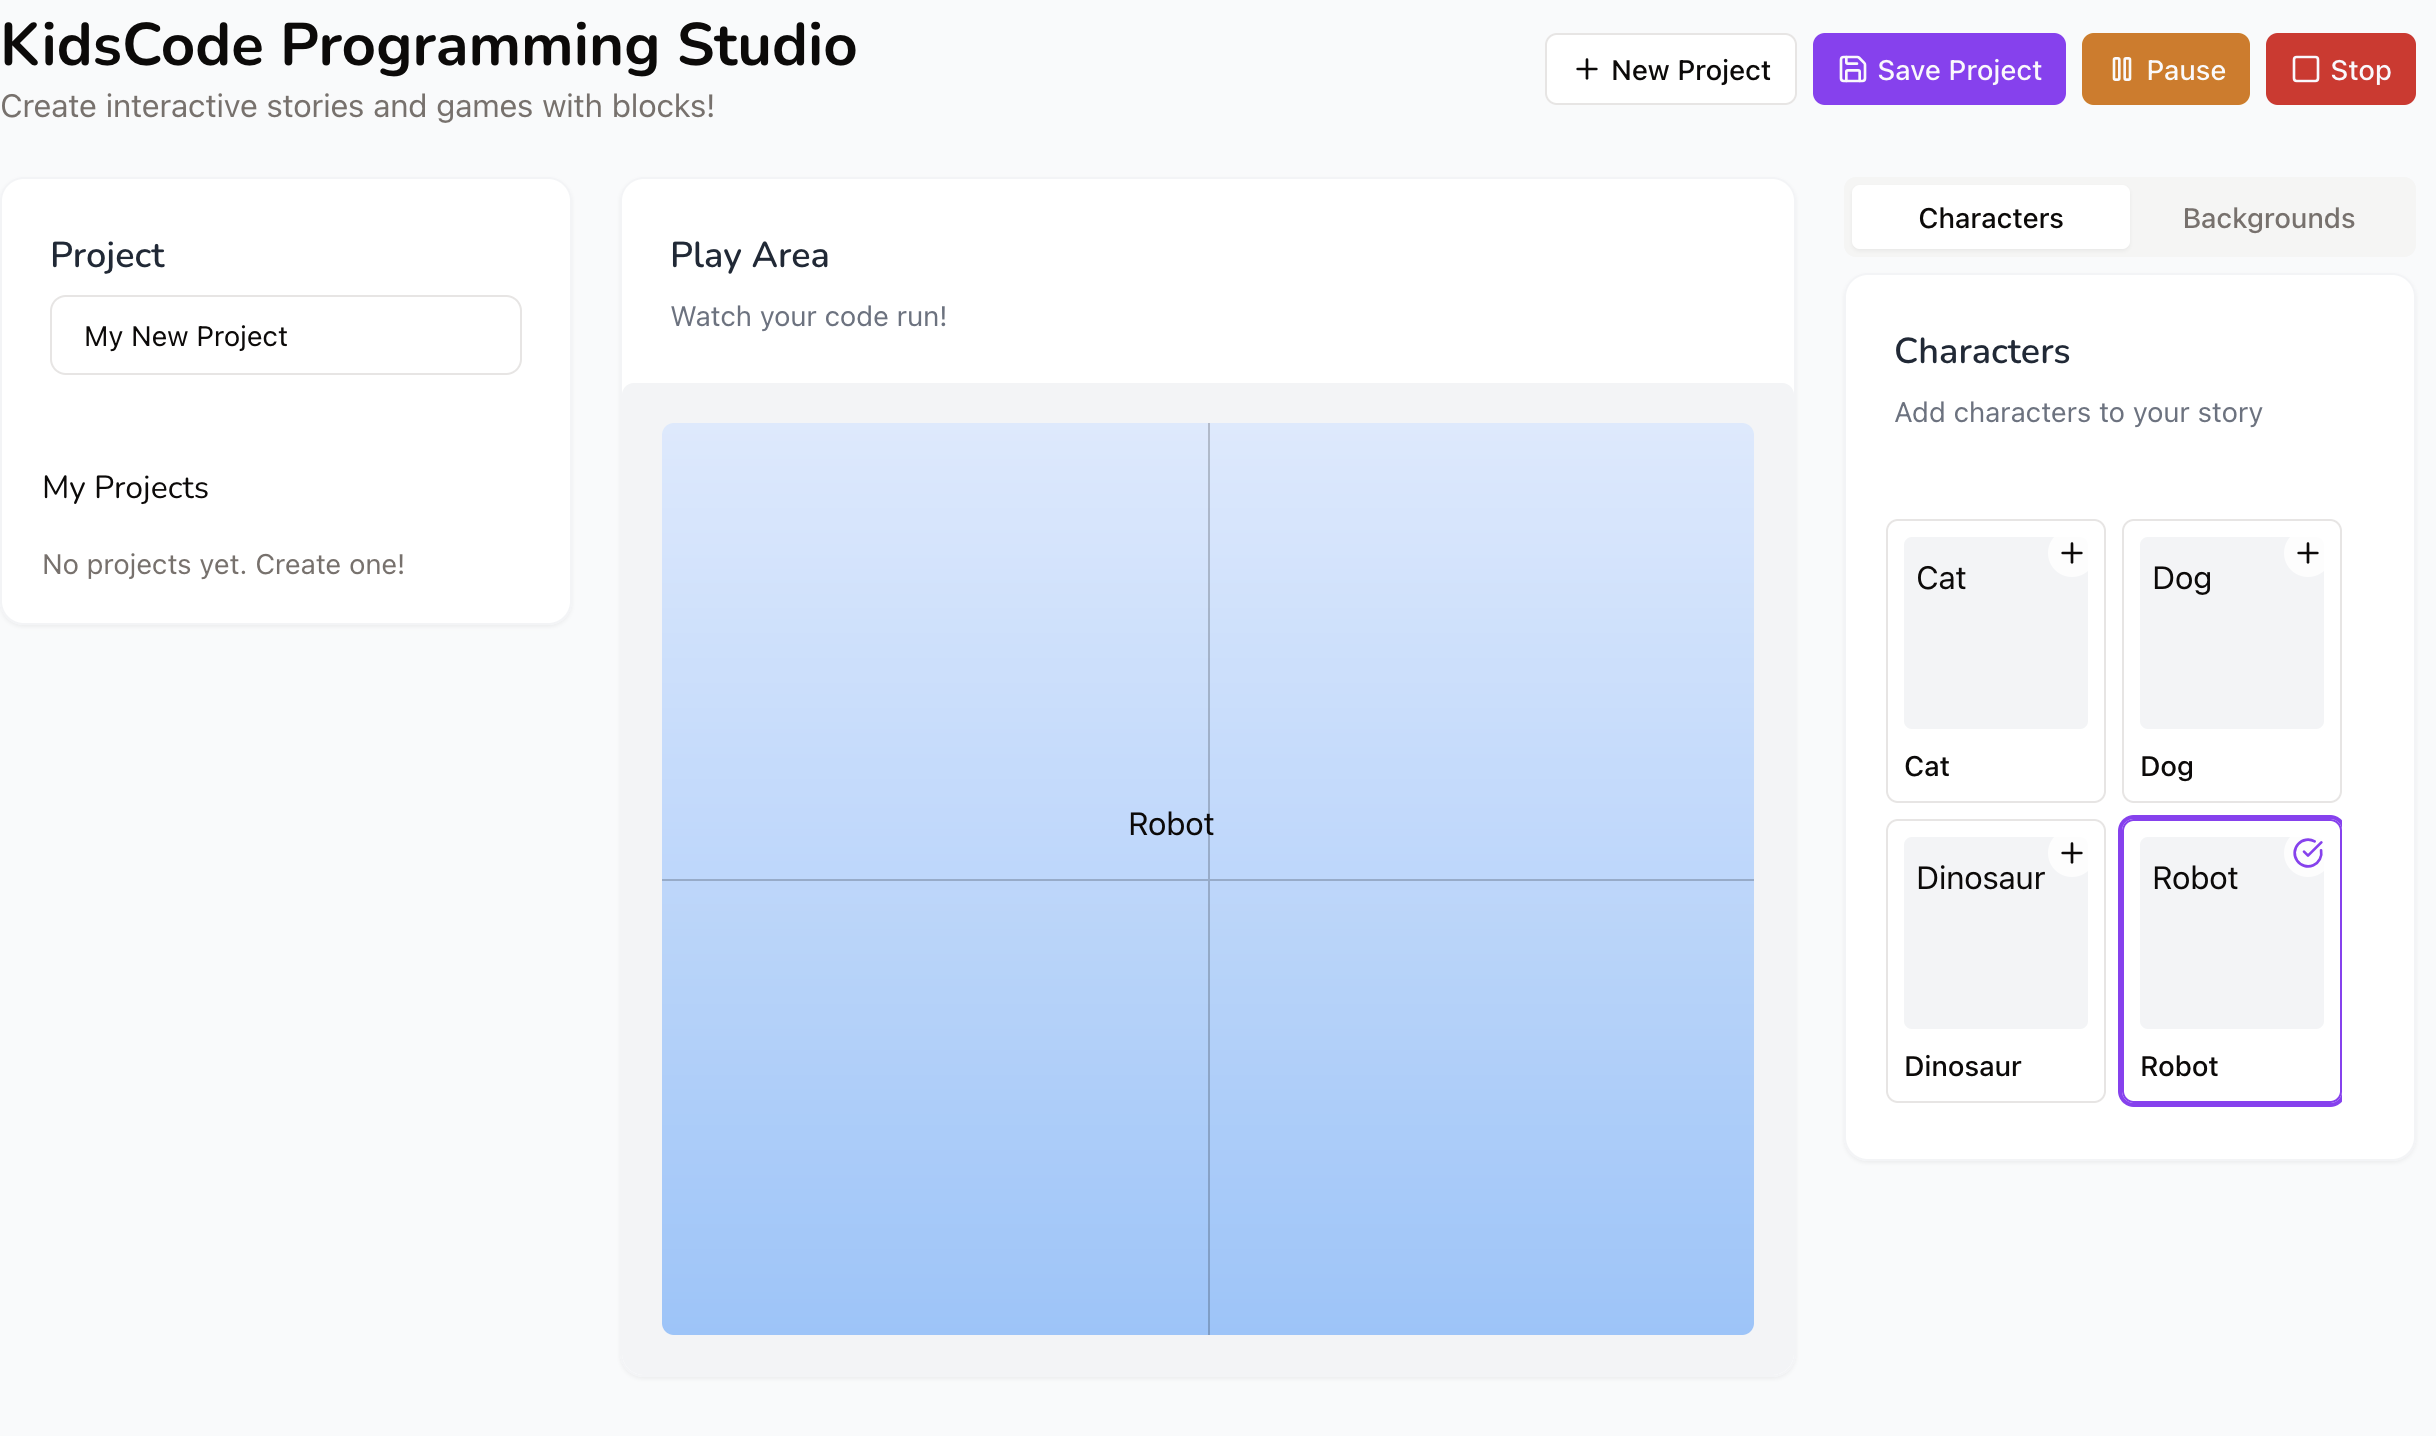 KidsCode Programming Studio
Create interactive stories and games with blocks!
New Project
Save Project
Pause
Stop
Project
My New Project
My Projects
No projects yet. Create one!
Play Area
Watch your code run!
Robot
Characters
Backgrounds
Characters
Add characters to your story
Cat
Cat
Dog
Dog
Dinosaur
Dinosaur
Robot
Robot